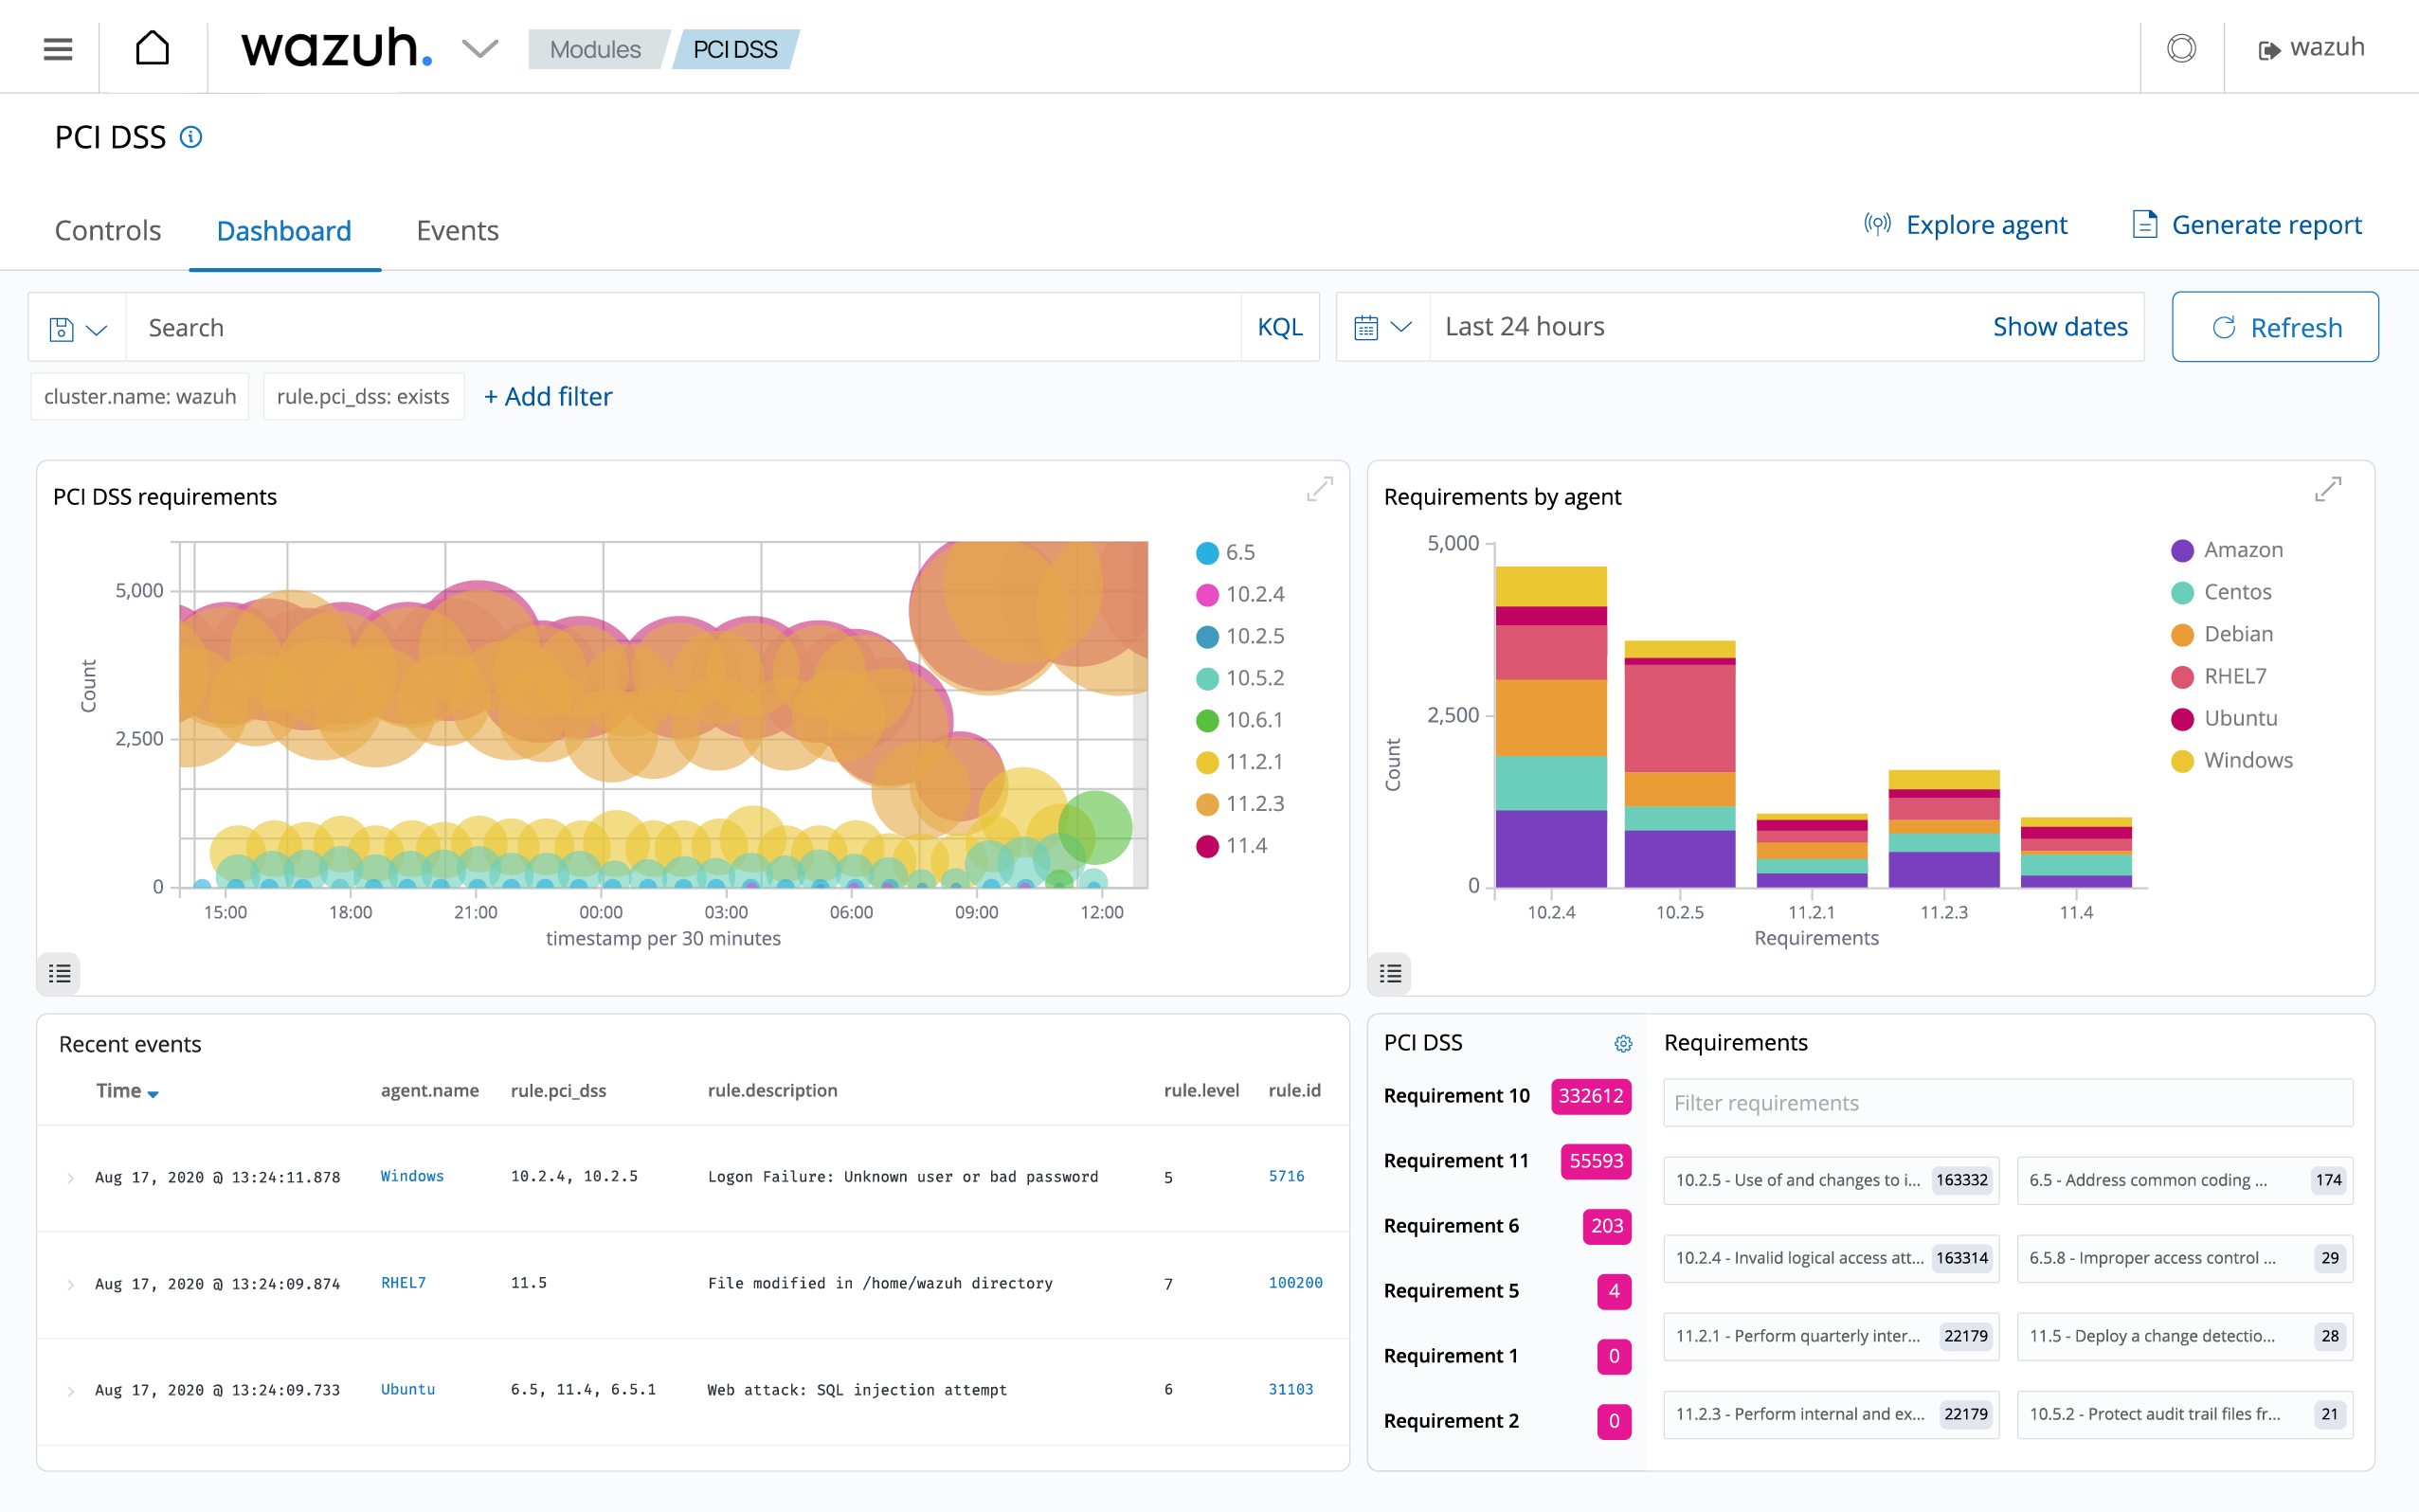 wazuh.
Modules
PCI DSS
wazuh
PCI DSS
Controls
Dashboard
Events
Explore agent
Generate report
Search
KQL
Last 24 hours
Show dates
Refresh
cluster.name: wazuh
rule.pci_dss: exists
+ Add filter
PCI DSS requirements
Count
5,000
2,500
0
15:00 18:00 21:00 00:00 03:00 06:00 09:00 12:00
timestamp per 30 minutes
6.5
10.2.4
10.2.5
10.5.2
10.6.1
11.2.1
11.2.3
11.4
Requirements by agent
Count
5,000
2,500
0
10.2.4 10.2.5 11.2.1 11.2.3 11.4
Requirements
Amazon
Centos
Debian
RHEL7
Ubuntu
Windows
Recent events
Time agent.name rule.pci_dss rule.description rule.level rule.id
Aug 17, 2020 @ 13:24:11.878 Windows 10.2.4, 10.2.5 Logon Failure: Unknown user or bad password 5 5716
Aug 17, 2020 @ 13:24:09.874 RHEL7 11.5 File modified in /home/wazuh directory 7 100200
Aug 17, 2020 @ 13:24:09.733 Ubuntu 6.5, 11.4, 6.5.1 Web attack: SQL injection attempt 6 31103
PCI DSS
Requirement 10 332612
Requirement 11 55593
Requirement 6 203
Requirement 5 4
Requirement 1 0
Requirement 2 0
Requirements
Filter requirements
10.2.5 - Use of and changes to i... 163332
6.5 - Address common coding ... 174
10.2.4 - Invalid logical access att... 163314
6.5.8 - Improper access control ... 29
11.2.1 - Perform quarterly inter... 22179
11.5 - Deploy a change detectio... 28
11.2.3 - Perform internal and ex... 22179
10.5.2 - Protect audit trail files fr... 21